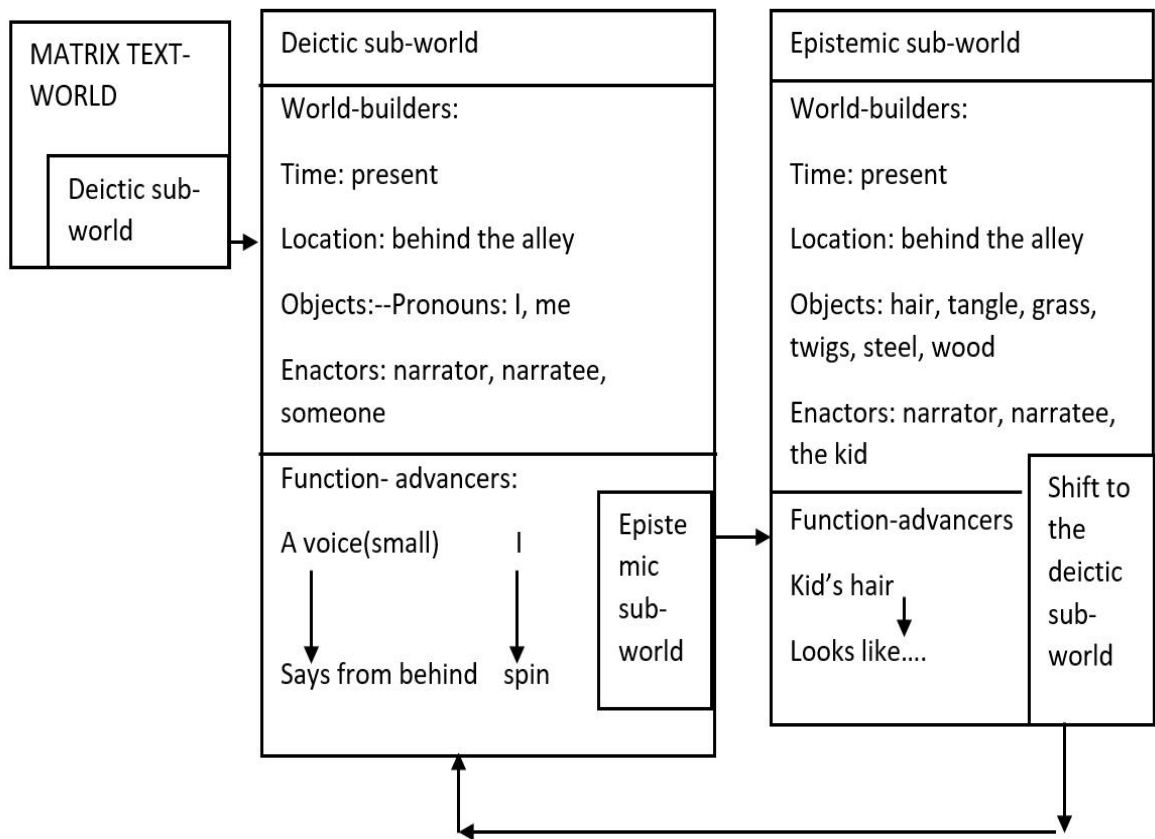 MATRIX TEXT-
WORLD
Deictic sub-
world
Deictic sub-world
World-builders:
Time: present
Location: behind the alley
Objects:--Pronouns: I, me
Enactors: narrator, narratee,
someone
Function- advancers:
A voice(small) I
Says from behind spin
Episte
mic
sub-
world
Epistemic sub-world
World-builders:
Time: present
Location: behind the alley
Objects: hair, tangle, grass,
twigs, steel, wood
Enactors: narrator, narratee,
the kid
Function-advancers
Kid’s hair
Looks like....
Shift to
the
deictic
sub-
world